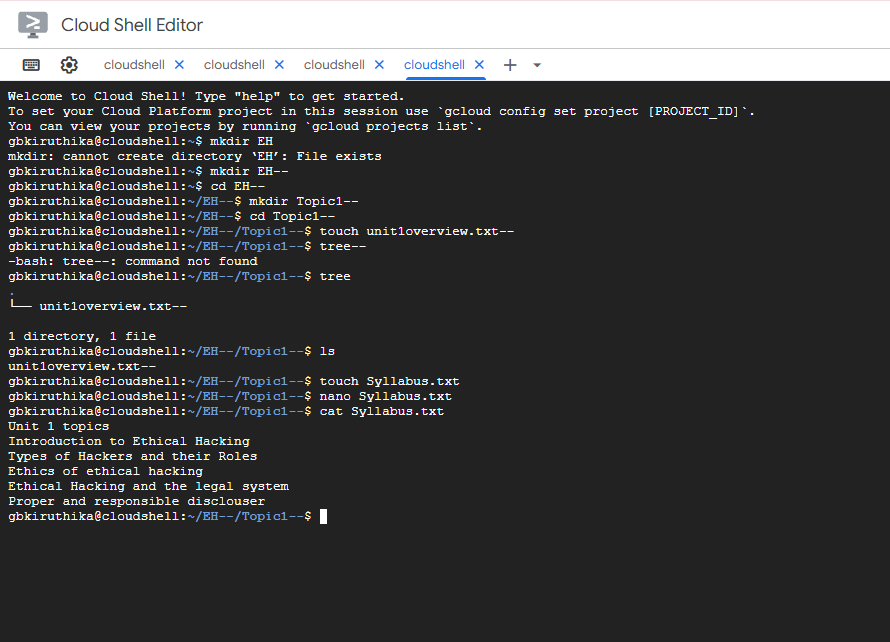 Cloud Shell Editor
cloudshell cloudshell cloudshell cloudshell
Welcome to Cloud Shell! Type "help" to get started.
To set your Cloud Platform project in this session use `gcloud config set project [PROJECT_ID]`.
You can view your projects by running `gcloud projects list`.
gbkiruthika@cloudshell:~$ mkdir EH
mkdir: cannot create directory ‘EH’: File exists
gbkiruthika@cloudshell:~$ mkdir EH--
gbkiruthika@cloudshell:~$ cd EH--
gbkiruthika@cloudshell:~/EH--$ mkdir Topic1--
gbkiruthika@cloudshell:~/EH--$ cd Topic1--
gbkiruthika@cloudshell:~/EH--/Topic1--$ touch unit1overview.txt--
gbkiruthika@cloudshell:~/EH--/Topic1--$ tree--
-bash: tree--: command not found
gbkiruthika@cloudshell:~/EH--/Topic1--$ tree
.
└── unit1overview.txt--
1 directory, 1 file
gbkiruthika@cloudshell:~/EH--/Topic1--$ ls
unit1overview.txt--
gbkiruthika@cloudshell:~/EH--/Topic1--$ touch Syllabus.txt
gbkiruthika@cloudshell:~/EH--/Topic1--$ nano Syllabus.txt
gbkiruthika@cloudshell:~/EH--/Topic1--$ cat Syllabus.txt
Unit 1 topics
Introduction to Ethical Hacking
Types of Hackers and their Roles
Ethics of ethical hacking
Ethical Hacking and the legal system
Proper and responsible disclouser
gbkiruthika@cloudshell:~/EH--/Topic1--$